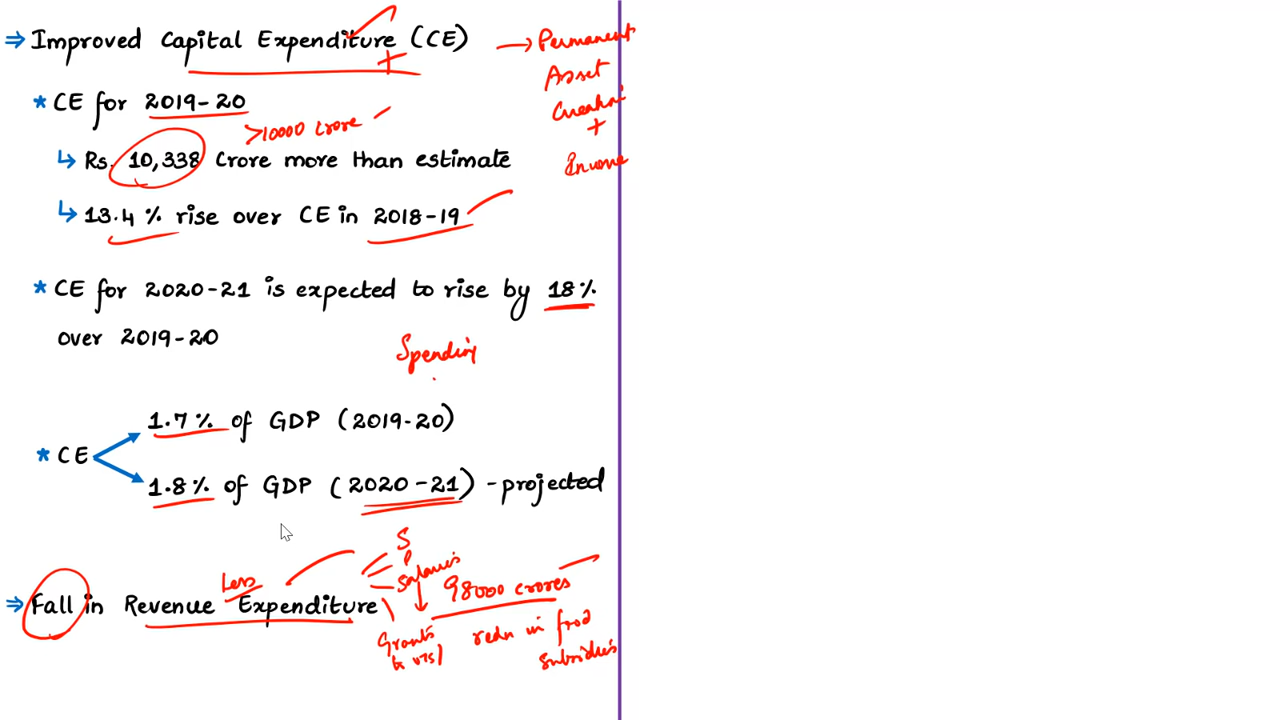 ⇒ Improved Capital Expenditure (CE) → Permanent
Asset
Creation
+
Income
* CE for 2019-20
>10000 crore
↳ Rs. 10,338 Crore more than estimate
↳ 13.4% rise over CE in 2018-19
* CE for 2020-21 is expected to rise by 18%
over 2019-20
Spending
* CE
1.7% of GDP (2019-20)
1.8% of GDP (2020-21) - projected
⇒ Fall in Revenue Expenditure
Less
S
P
Salaries
Grants
98000 crores
redn in food
subsidies